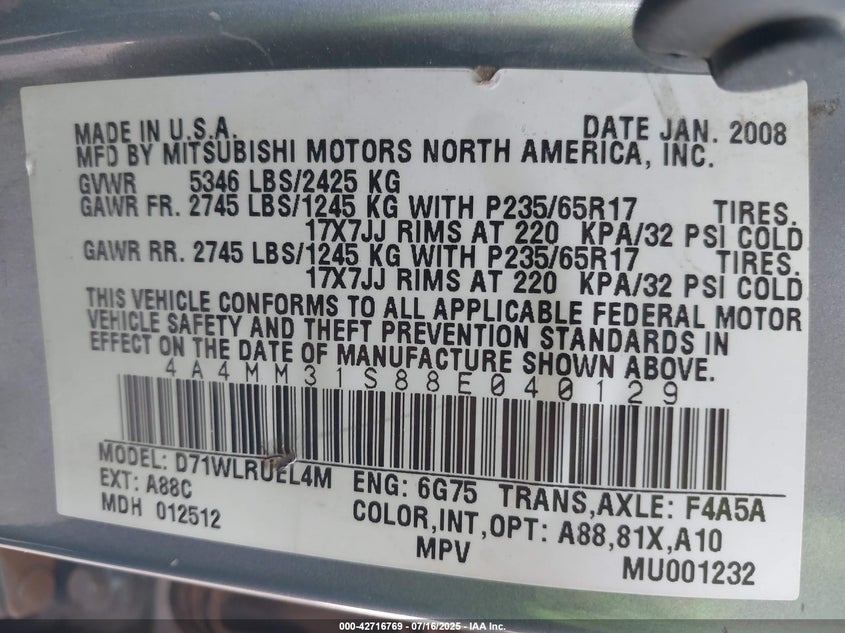 MADE IN U.S.A. DATE JAN. 2008
MFD BY MITSUBISHI MOTORS NORTH AMERICA, INC.
GVWR 5346 LBS/2425 KG
GAWR FR. 2745 LBS/1245 KG WITH P235/65R17 TIRES.
17X7JJ RIMS AT 220 KPA/32 PSI COLD
GAWR RR. 2745 LBS/1245 KG WITH P235/65R17 TIRES.
17X7JJ RIMS AT 220 KPA/32 PSI COLD
THIS VEHICLE CONFORMS TO ALL APPLICABLE FEDERAL MOTOR
VEHICLE SAFETY AND THEFT PREVENTION STANDARDS IN
EFFECT ON THE DATE OF MANUFACTURE SHOWN ABOVE.
4A4MM31S88E040129
MODEL: D71WLRUEL4M ENG: 6G75 TRANS,AXLE: F4A5A
EXT: A88C COLOR,INT,OPT: A88,81X,A10
MDH 012512 MPV MU001232
000-42716769 - 07/16/2025 - IAA Inc.